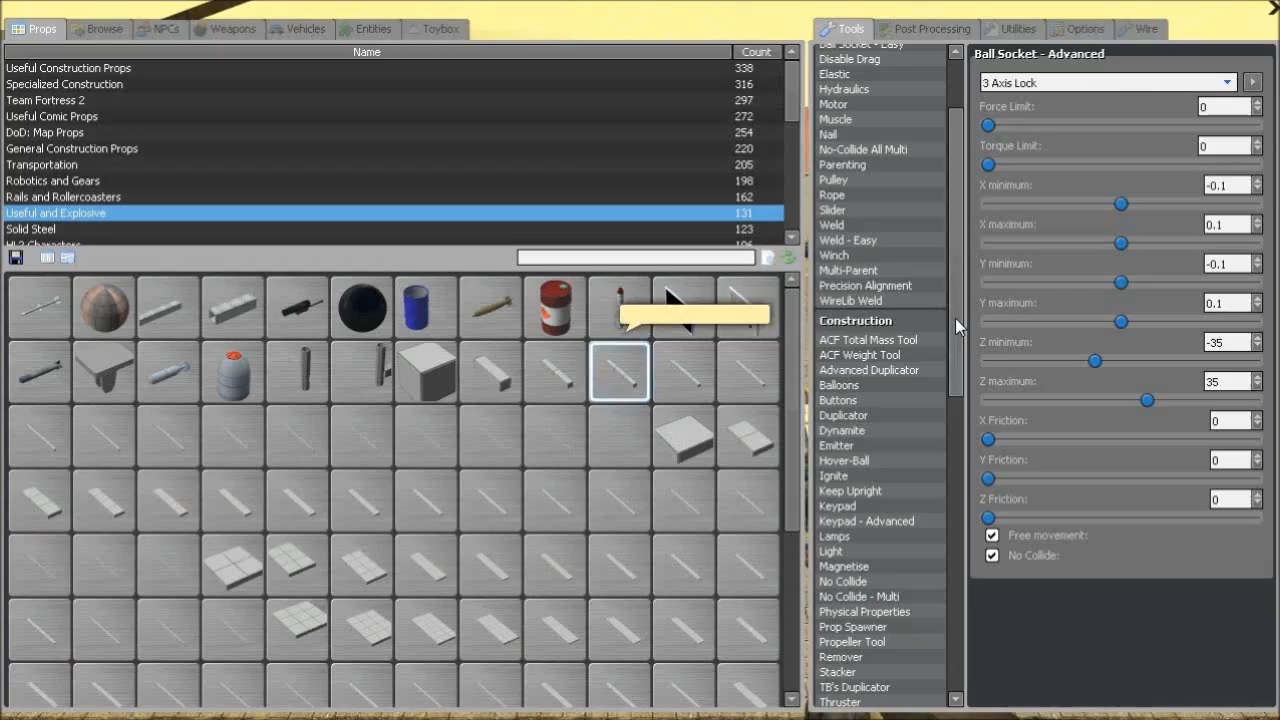 Props
Browse
NPCs
Weapons
Vehicles
Entities
Toybox
Name
Count
Useful Construction Props 338
Specialized Construction 316
Team Fortress 2 297
Useful Comic Props 272
DoD: Map Props 254
General Construction Props 220
Transportation 205
Robotics and Gears 198
Rails and Rollercoasters 162
Useful and Explosive 131
Solid Steel 123
HL2 Characters 106
Tools
Post Processing
Utilities
Options
Wire
Ball Socket - Easy
Disable Drag
Elastic
Hydraulics
Motor
Muscle
Nail
No-Collide All Multi
Parenting
Pulley
Rope
Slider
Weld
Weld - Easy
Winch
Multi-Parent
Precision Alignment
WireLib Weld
Construction
ACF Total Mass Tool
ACF Weight Tool
Advanced Duplicator
Balloons
Buttons
Duplicator
Dynamite
Emitter
Hover-Ball
Ignite
Keep Upright
Keypad
Keypad - Advanced
Lamps
Light
Magnetise
No Collide
No Collide - Multi
Physical Properties
Prop Spawner
Propeller Tool
Remover
Stacker
TB's Duplicator
Thruster
Ball Socket - Advanced
3 Axis Lock
Force Limit: 0
Torque Limit: 0
X minimum: -0.1
X maximum: 0.1
Y minimum: -0.1
Y maximum: 0.1
Z minimum: -35
Z maximum: 35
X Friction: 0
Y Friction: 0
Z Friction: 0
Free movement:
No Collide: